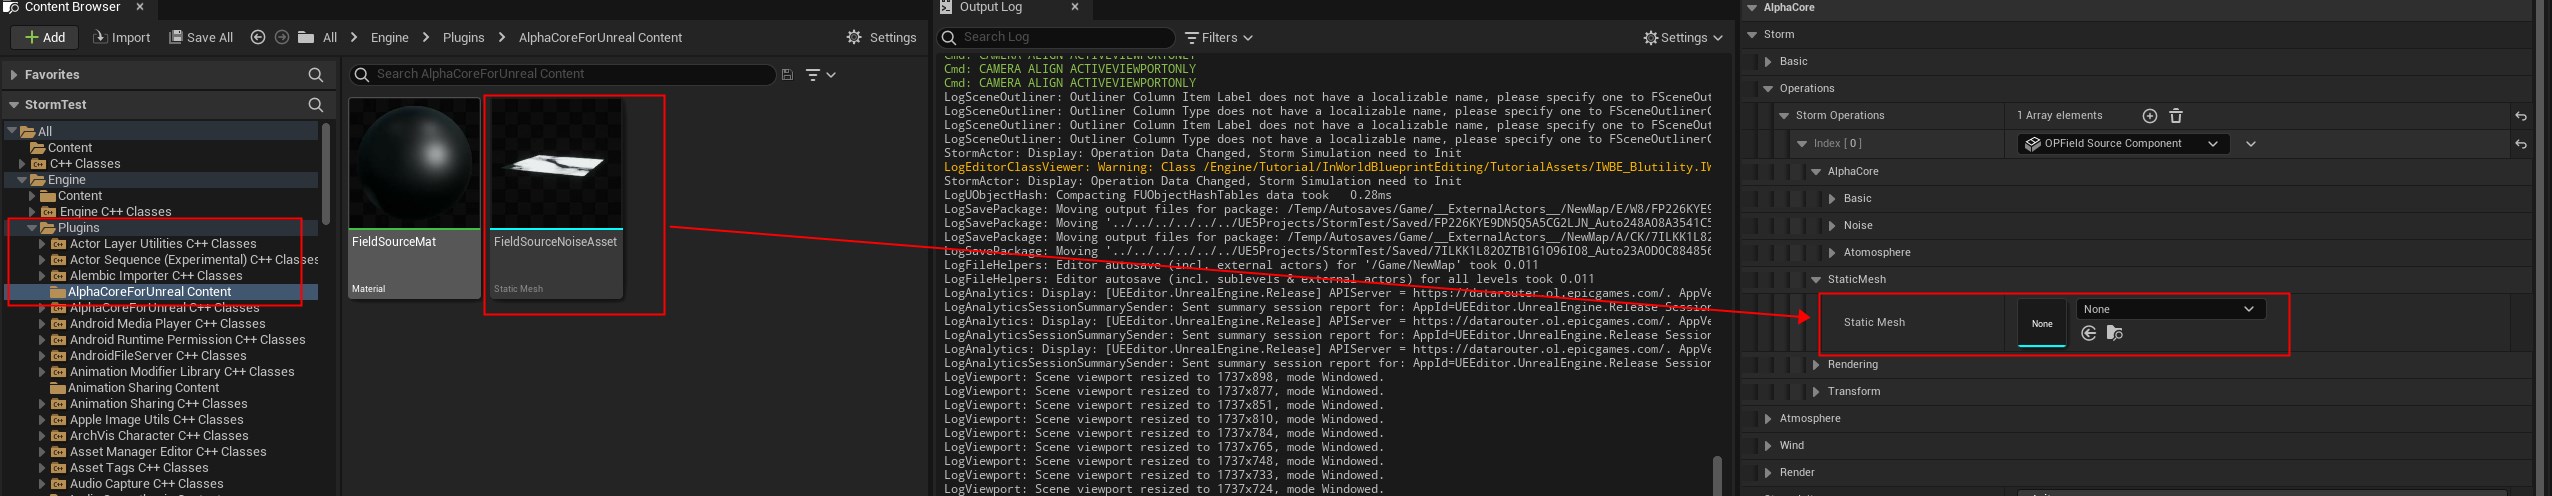 Content Browser
Add
Import
Save All
All
Engine
Plugins
AlphaCoreForUnreal Content
Settings
Favorites
StormTest
All
Content
C++ Classes
Engine
Content
Engine C++ Classes
Plugins
Actor Layer Utilities C++ Classes
Actor Sequence (Experimental) C++ Classes
Alembic Importer C++ Classes
AlphaCoreForUnreal Content
AlphaCoreForUnreal C++ Classes
Android Media Player C++ Classes
Android Runtime Permission C++ Classes
AndroidFileServer C++ Classes
Animation Modifier Library C++ Classes
Animation Sharing Content
Animation Sharing C++ Classes
Apple Image Utils C++ Classes
ArchVis Character C++ Classes
Asset Manager Editor C++ Classes
Asset Tags C++ Classes
Audio Capture C++ Classes
Search AlphaCoreForUnreal Content
FieldSourceMat
Material
FieldSourceNoiseAsset
Static Mesh
Output Log
Search Log
Filters
Settings
Cmd: CAMERA ALIGN ACTIVEVIEWPORTONLY
Cmd: CAMERA ALIGN ACTIVEVIEWPORTONLY
Cmd: CAMERA ALIGN ACTIVEVIEWPORTONLY
LogSceneOutliner: Outliner Column Item Label does not have a localizable name, please specify one to FSceneOut
LogSceneOutliner: Outliner Column Type does not have a localizable name, please specify one to FSceneOutliner
LogSceneOutliner: Outliner Column Item Label does not have a localizable name, please specify one to FSceneOut
LogSceneOutliner: Outliner Column Type does not have a localizable name, please specify one to FSceneOutliner
StormActor: Display: Operation Data Changed, Storm Simulation need to Init
LogEditorClassViewer: Warning: Class /Engine/Tutorial/InWorldBlueprintEditing/TutorialAssets/IWBE_Blutility.IW
StormActor: Display: Operation Data Changed, Storm Simulation need to Init
LogUObjectHash: Compacting FUObjectHashTables data took 0.28ms
LogSavePackage: Moving output files for package: /Temp/Autosaves/Game/__ExternalActors__/NewMap/E/W8/FP226KYE9
LogSavePackage: Moving '../../../../../UE5Projects/StormTest/Saved/FP226KYE9DN5Q5A5CG2LJN_Auto248A08A3541C5
LogSavePackage: Moving output files for package: /Temp/Autosaves/Game/__ExternalActors__/NewMap/A/CK/7ILKK1L82
LogSavePackage: Moving '../../../../../UE5Projects/StormTest/Saved/7ILKK1L82OZTB1G1O96I08_Auto23A0D0C884856
LogFileHelpers: Editor autosave (incl. external actors) for '/Game/NewMap' took 0.011
LogFileHelpers: Editor autosave (incl. sublevels & external actors) for all levels took 0.011
LogAnalytics: Display: [UEEditor.UnrealEngine.Release] APIServer = https://datarouter.ol.epicgames.com/. AppVe
LogAnalyticsSessionSummarySender: Sent summary session report for: AppId=UEEditor.UnrealEngine.Release Session
LogAnalytics: Display: [UEEditor.UnrealEngine.Release] APIServer = https://datarouter.ol.epicgames.com/. AppVe
LogAnalyticsSessionSummarySender: Sent summary session report for: AppId=UEEditor.UnrealEngine.Release Session
LogAnalytics: Display: [UEEditor.UnrealEngine.Release] APIServer = https://datarouter.ol.epicgames.com/. AppVe
LogAnalyticsSessionSummarySender: Sent summary session report for: AppId=UEEditor.UnrealEngine.Release Session
LogViewport: Scene viewport resized to 1737x898, mode Windowed.
LogViewport: Scene viewport resized to 1737x877, mode Windowed.
LogViewport: Scene viewport resized to 1737x851, mode Windowed.
LogViewport: Scene viewport resized to 1737x810, mode Windowed.
LogViewport: Scene viewport resized to 1737x784, mode Windowed.
LogViewport: Scene viewport resized to 1737x765, mode Windowed.
LogViewport: Scene viewport resized to 1737x748, mode Windowed.
LogViewport: Scene viewport resized to 1737x733, mode Windowed.
LogViewport: Scene viewport resized to 1737x724, mode Windowed.
AlphaCore
Storm
Basic
Operations
Storm Operations
1 Array elements
Index [ 0 ]
OPField Source Component
AlphaCore
Basic
Noise
Atomosphere
StaticMesh
Static Mesh
None
None
Rendering
Transform
Atmosphere
Wind
Render